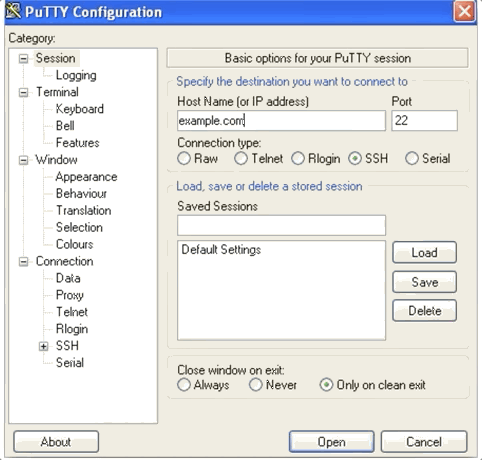 PuTTY Configuration
Category:
Session
Logging
Terminal
Keyboard
Bell
Features
Window
Appearance
Behaviour
Translation
Selection
Colours
Connection
Data
Proxy
Telnet
Rlogin
SSH
Serial
Basic options for your PuTTY session
Specify the destination you want to connect to
Host Name (or IP address) Port
example.com 22
Connection type:
Raw Telnet Rlogin SSH Serial
Load, save or delete a stored session
Saved Sessions
Default Settings
Load
Save
Delete
Close window on exit:
Always Never Only on clean exit
About Open Cancel